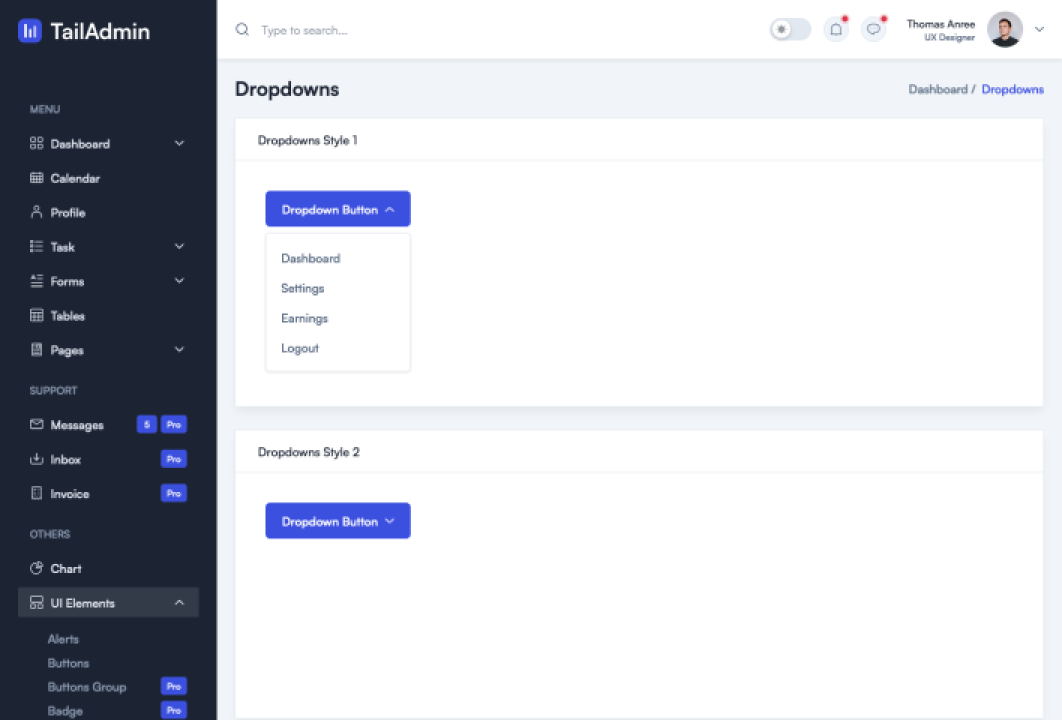 TailAdmin
MENU
Dashboard
Calendar
Profile
Task
Forms
Tables
Pages
SUPPORT
Messages 5 Pro
Inbox Pro
Invoice Pro
OTHERS
Chart
UI Elements
Alerts
Buttons
Buttons Group Pro
Badge Pro
Type to search...
Thomas Anree
UX Designer
Dropdowns
Dashboard / Dropdowns
Dropdowns Style 1
Dropdown Button
Dashboard
Settings
Earnings
Logout
Dropdowns Style 2
Dropdown Button